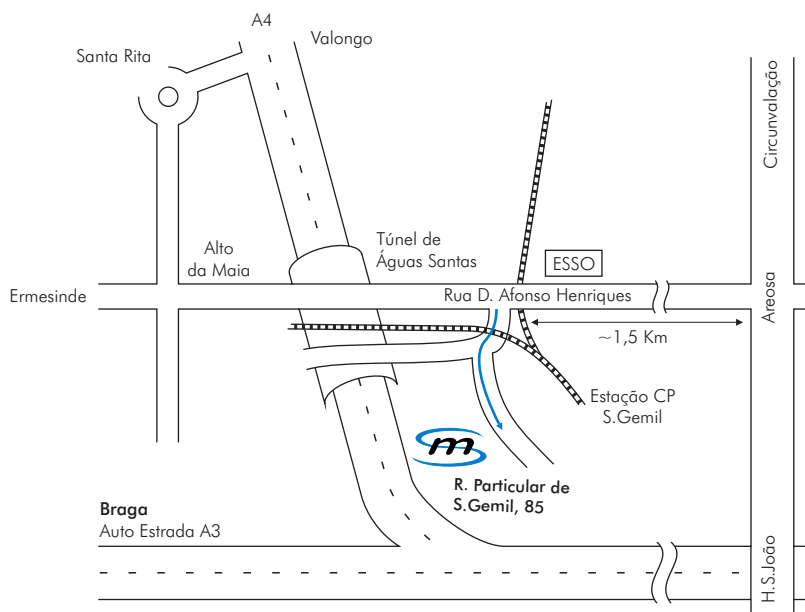 A4
Valongo
Santa Rita
Circunvalação
Túnel de
Águas Santas
Alto
da Maia
ESSO
Ermesinde
Rua D. Afonso Henriques
Areosa
~1,5 Km
Estação CP
S.Gemil
m
R. Particular de
S.Gemil, 85
Braga
Auto Estrada A3
H.S.João